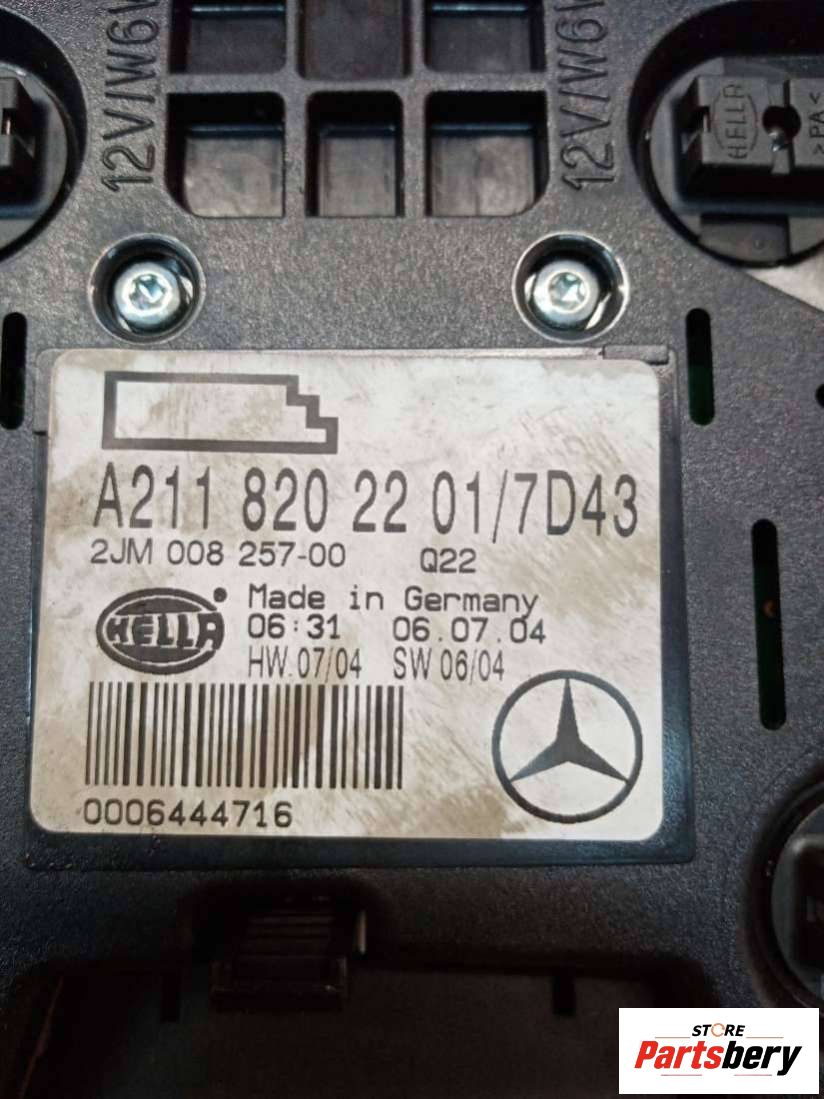 12V/W6W
12V/W6
HELLA
>PA<
A211 820 22 01/7D43
2JM 008 257-00 Q22
HELLA ®
Made in Germany
06:31 06.07.04
HW.07/04 SW 06/04
0006444716
STORE
Partsbery